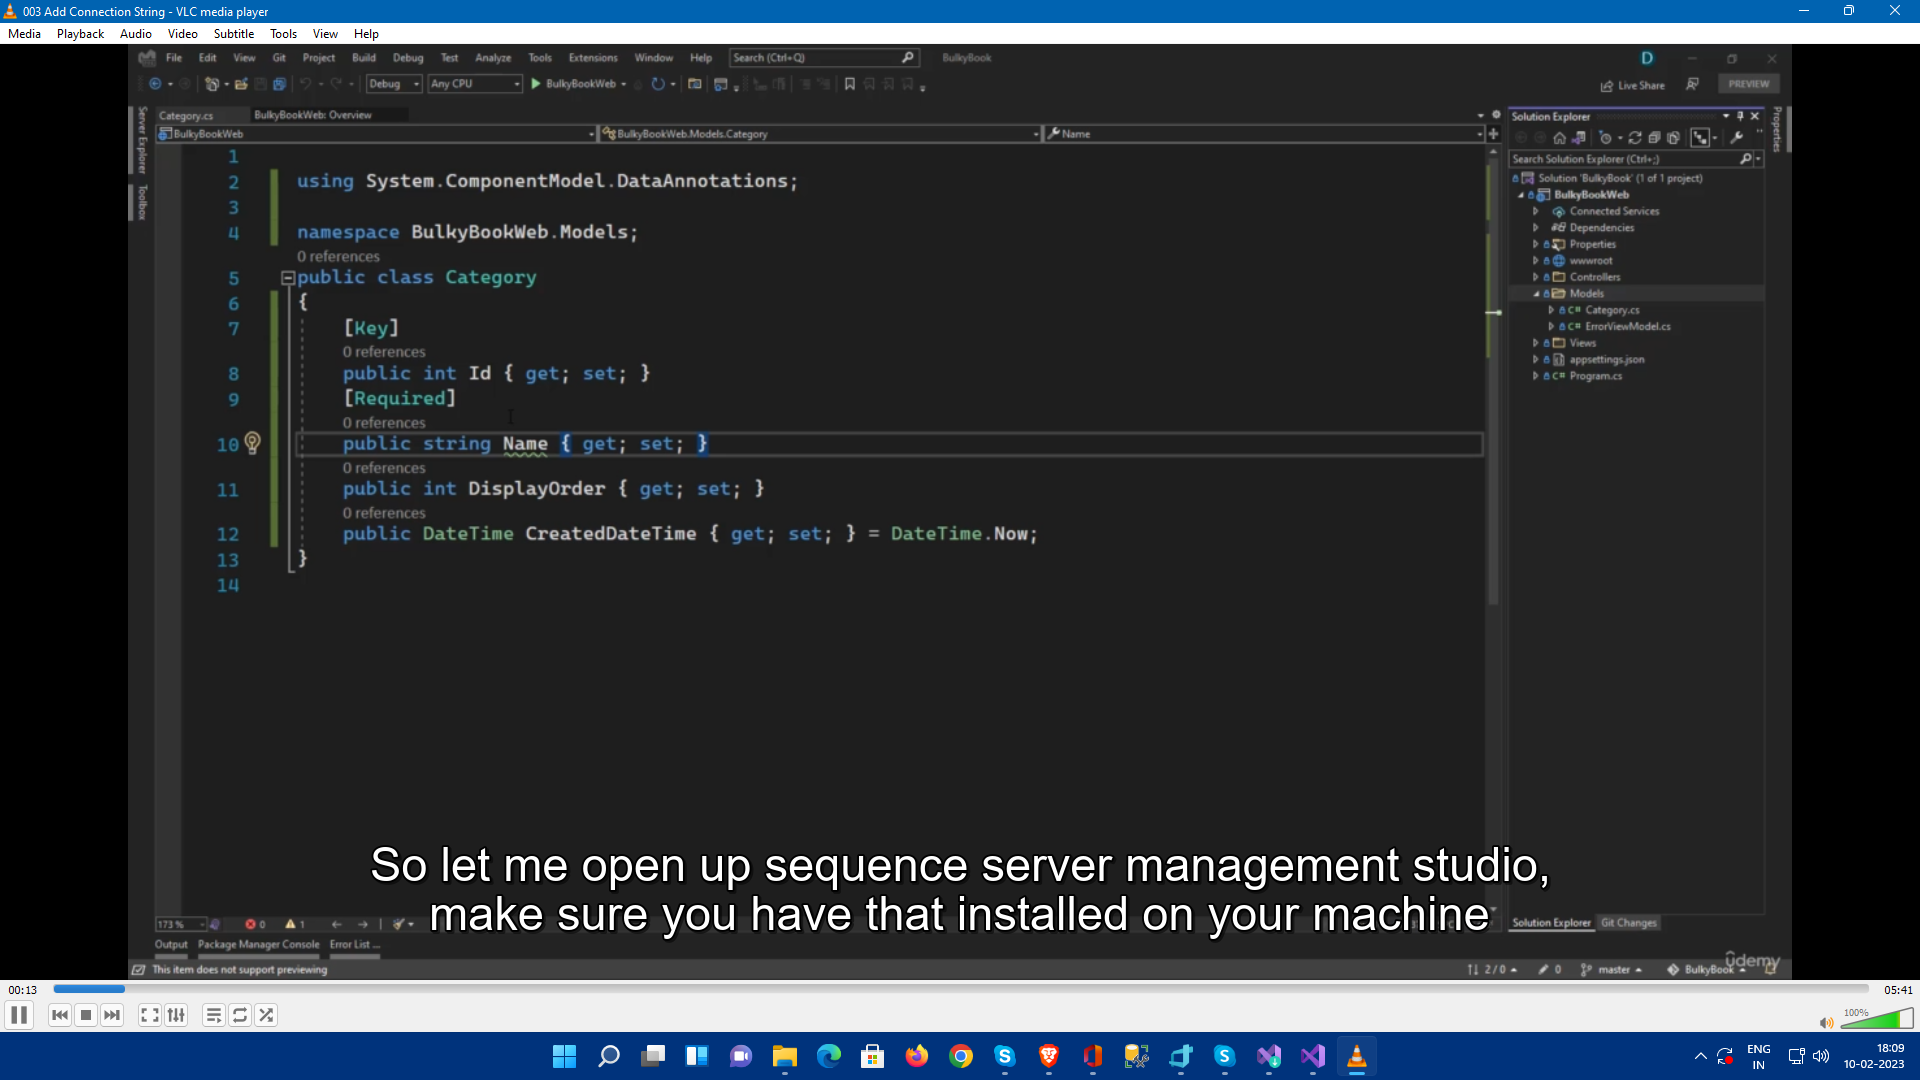 003 Add Connection String - VLC media player
Media Playback Audio Video Subtitle Tools View Help
File Edit View Git Project Build Debug Test Analyze Tools Extensions Window Help Search (Ctrl+Q) BulkyBook D
Debug Any CPU BulkyBookWeb Live Share PREVIEW
Server Explorer
Toolbox
Category.cs BulkyBookWeb: Overview
BulkyBookWeb BulkyBookWeb.Models.Category Name
1
2 using System.ComponentModel.DataAnnotations;
3
4 namespace BulkyBookWeb.Models;
0 references
5 public class Category
6 {
7 [Key]
0 references
8 public int Id { get; set; }
9 [Required]
0 references
10 public string Name { get; set; }
0 references
11 public int DisplayOrder { get; set; }
0 references
12 public DateTime CreatedDateTime { get; set; } = DateTime.Now;
13 }
14
Solution Explorer
Search Solution Explorer (Ctrl+;)
Solution 'BulkyBook' (1 of 1 project)
BulkyBookWeb
Connected Services
Dependencies
Properties
wwwroot
Controllers
Models
C# Category.cs
C# ErrorViewModel.cs
Views
appsettings.json
C# Program.cs
Properties
So let me open up sequence server management studio,
make sure you have that installed on your machine
173 % 0 1
Solution Explorer Git Changes
Output Package Manager Console Error List ...
This item does not support previewing 2 / 0 0 master BulkyBook
ûdemy
00:13 05:41
100%
ENG
IN
18:09
10-02-2023